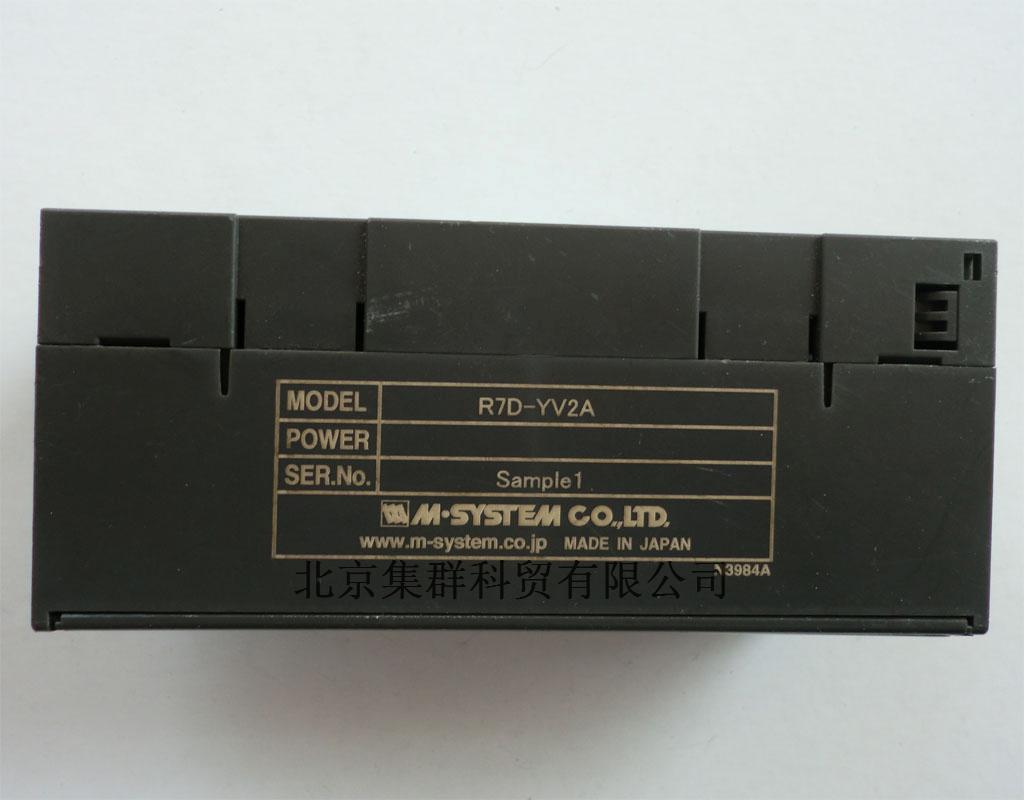 MODEL R7D-YV2A
POWER
SER.No. Sample1
M·SYSTEM CO.,LTD.
www.m-system.co.jp MADE IN JAPAN
3984A
北京集群科贸有限公司